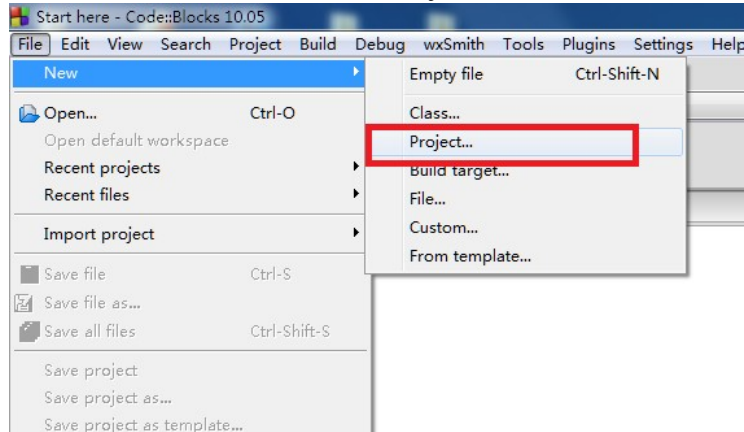 Start here - Code::Blocks 10.05
File Edit View Search Project Build Debug wxSmith Tools Plugins Settings Help
New
Open... Ctrl-O
Open default workspace
Recent projects
Recent files
Import project
Save file Ctrl-S
Save file as...
Save all files Ctrl-Shift-S
Save project
Save project as...
Save project as template...
Empty file Ctrl-Shift-N
Class...
Project...
Build target...
File...
Custom...
From template...